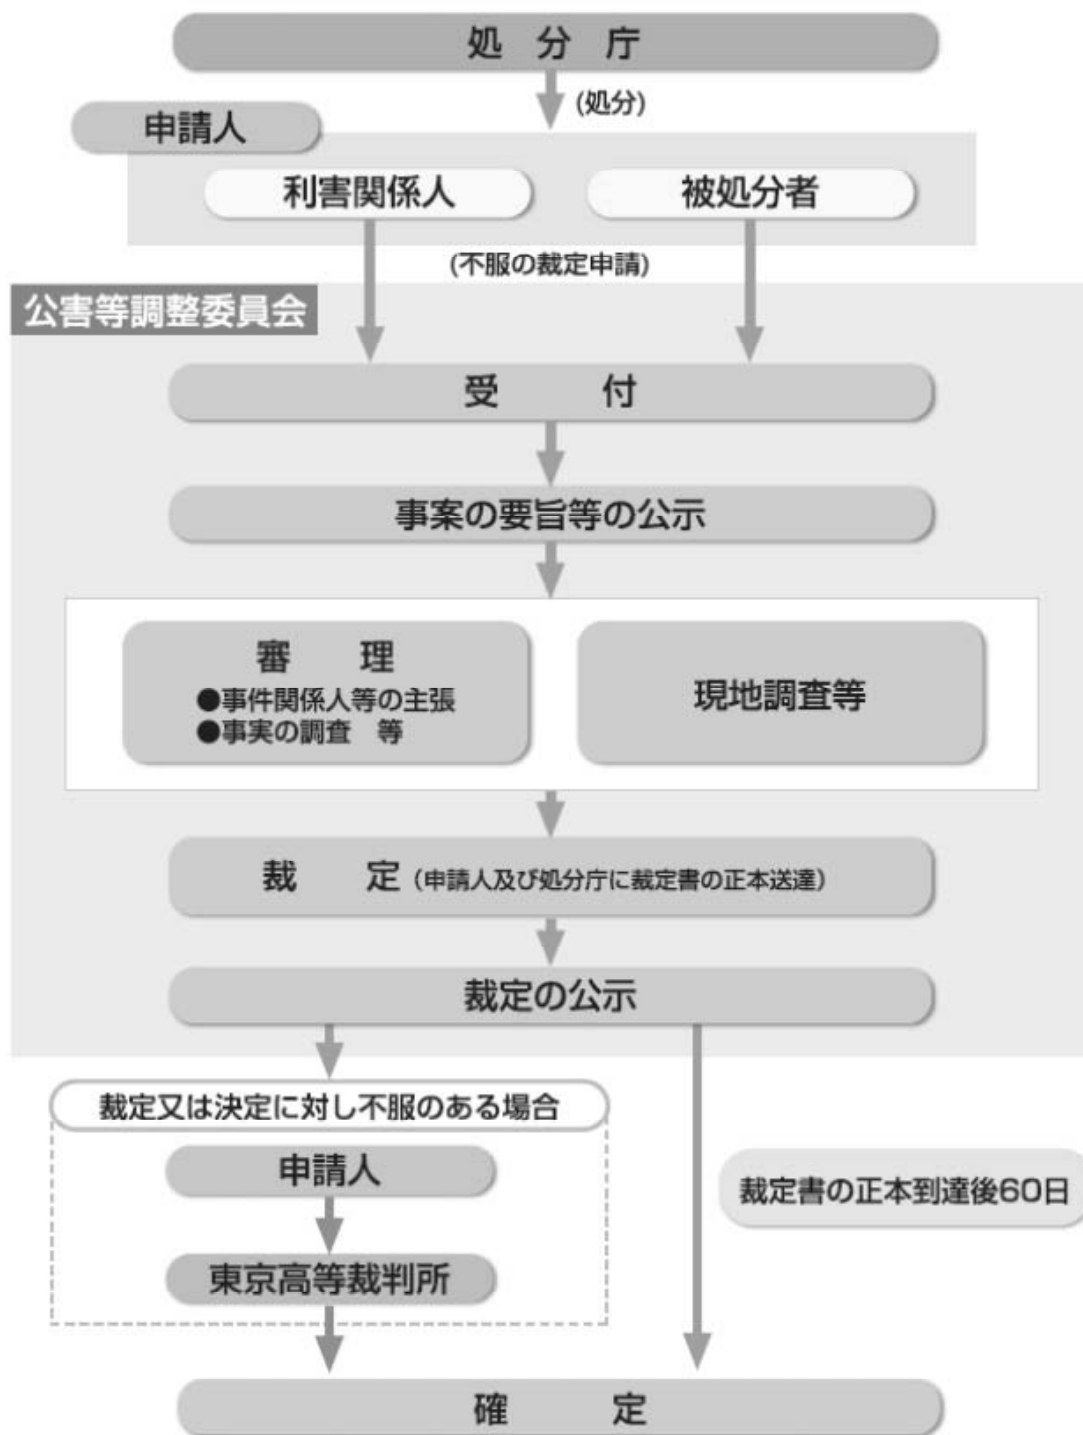 処　分　庁
(処分)
申請人
利害関係人
被処分者
(不服の裁定申請)
公害等調整委員会
受　　　付
事案の要旨等の公示
審　　理
●事件関係人等の主張
●事実の調査　等
現地調査等
裁　　定（申請人及び処分庁に裁定書の正本送達）
裁定の公示
裁定又は決定に対し不服のある場合
申請人
裁定書の正本到達後60日
東京高等裁判所
確　　　定